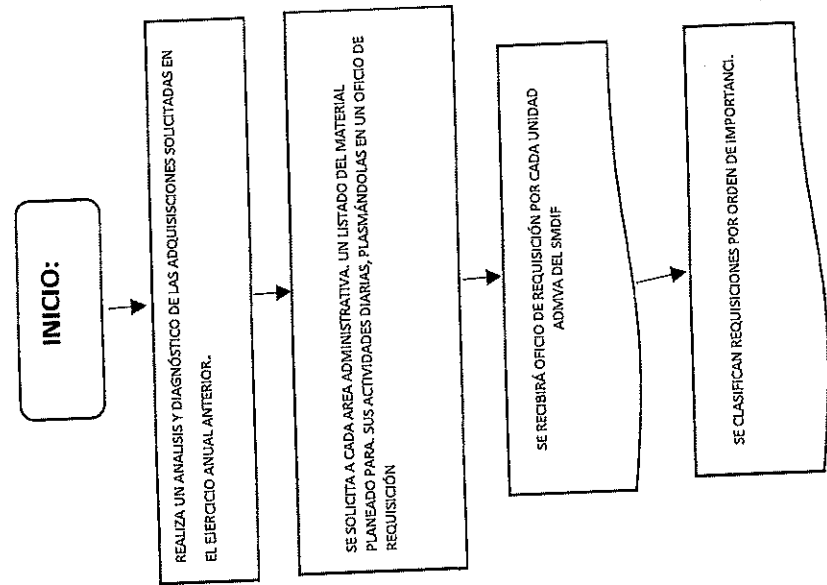 INICIO:
REALIZA UN ANALISIS Y DIAGNÓSTICO DE LAS ADQUISISCIONES SOLICITADAS EN
EL EJERCICIO ANUAL ANTERIOR..
SE SOLICITA A CADA AREA ADMINISTRATIVA. UN LISTADO DEL MATERIAL
PLANEADO PARA. SUS ACTIVIDADES DIARIAS, PLASMÁNDOLAS EN UN OFICIO DE
REQUISICIÓN
SE RECIBIRÁ OFICIO DE REQUISICIÓN POR CADA UNIDAD
ADMVA DEL SMDIF
SE CLASIFICAN REQUISICIONES POR ORDEN DE IMPORTANCI.